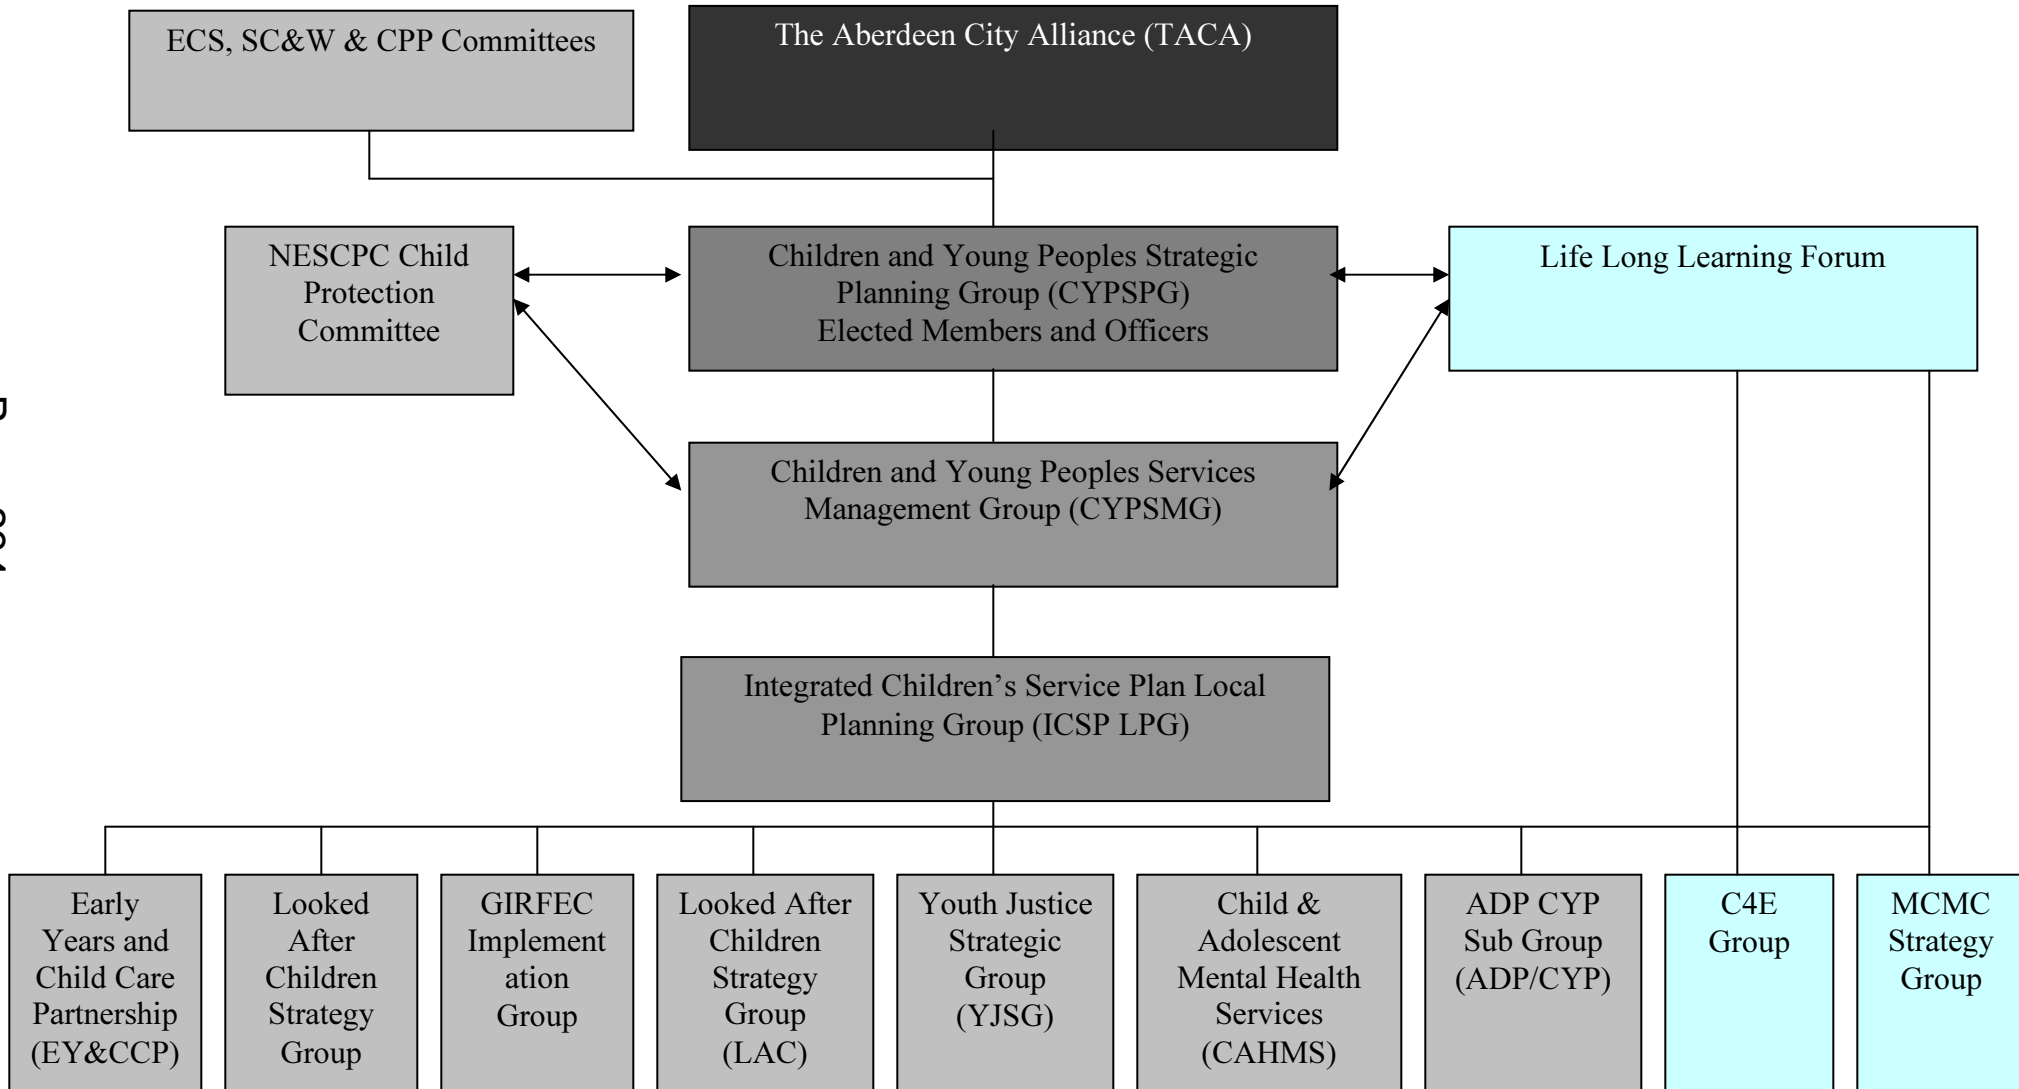 ECS, SC&W & CPP Committees
The Aberdeen City Alliance (TACA)
NESCPC Child
Protection
Committee
Children and Young Peoples Strategic
Planning Group (CYPSPG)
Elected Members and Officers
Life Long Learning Forum
Children and Young Peoples Services
Management Group (CYPSMG)
Integrated Children’s Service Plan Local
Planning Group (ICSP LPG)
Early
Years and
Child Care
Partnership
(EY&CCP)
Looked
After
Children
Strategy
Group
GIRFEC
Implement
ation
Group
Looked After
Children
Strategy
Group
(LAC)
Youth Justice
Strategic
Group
(YJSG)
Child &
Adolescent
Mental Health
Services
(CAHMS)
ADP CYP
Sub Group
(ADP/CYP)
C4E
Group
MCMC
Strategy
Group